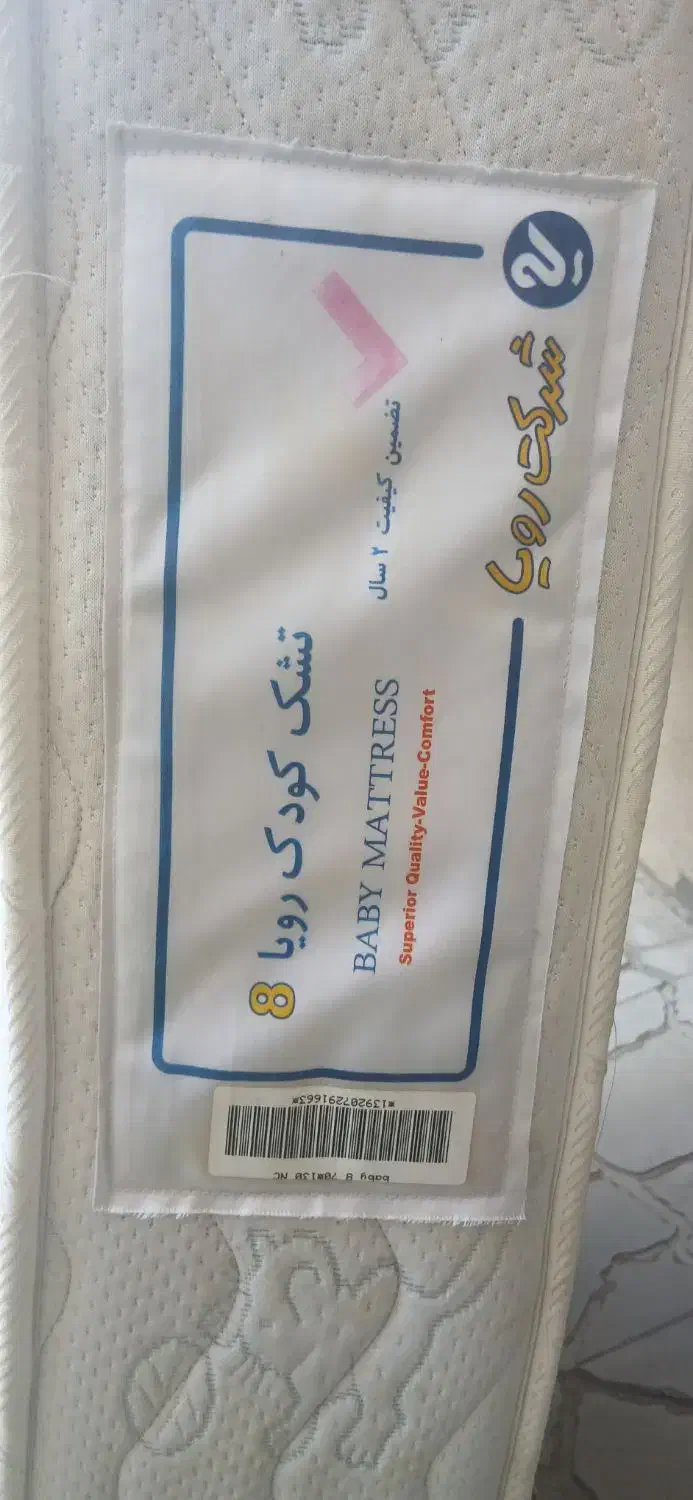 شرکت رویا
تضمین کیفیت ۲ سال
تشک کودک رویا 8
BABY MATTRESS
Superior Quality-Value-Comfort
*139207291663*
baby 8 70*130 NC